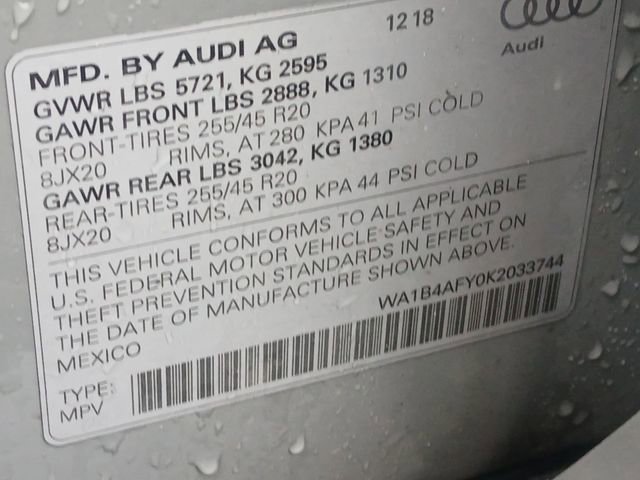 MFD. BY AUDI AG 12 18
Audi
GVWR LBS 5721, KG 2595
GAWR FRONT LBS 2888, KG 1310
FRONT-TIRES 255/45 R20
8JX20 RIMS, AT 280 KPA 41 PSI COLD
GAWR REAR LBS 3042, KG 1380
REAR-TIRES 255/45 R20
8JX20 RIMS, AT 300 KPA 44 PSI COLD
THIS VEHICLE CONFORMS TO ALL APPLICABLE
U.S. FEDERAL MOTOR VEHICLE SAFETY AND
THEFT PREVENTION STANDARDS IN EFFECT ON
THE DATE OF MANUFACTURE SHOWN ABOVE.
MEXICO WA1B4AFY0K2033744
TYPE:
MPV